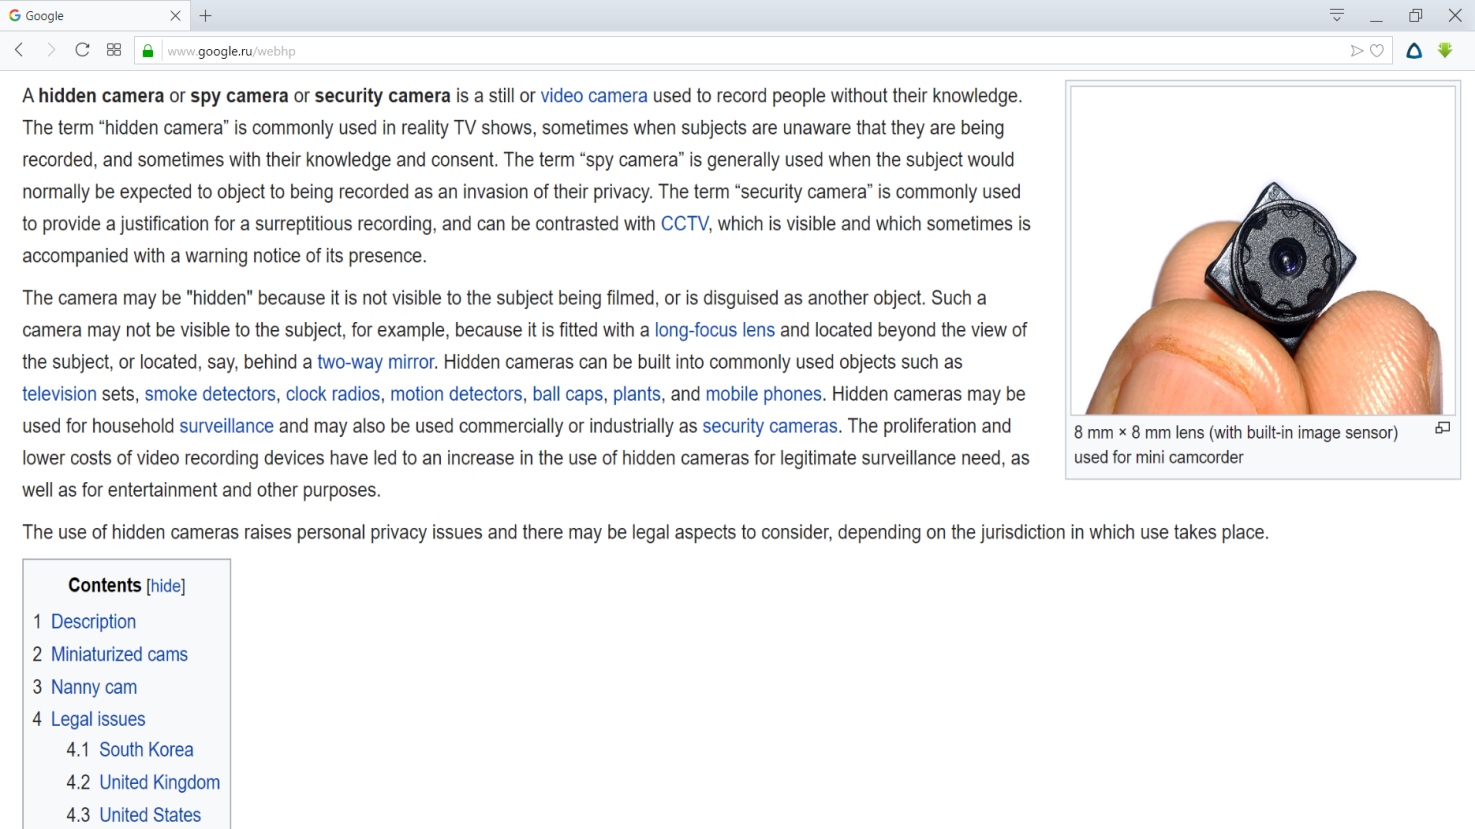 Google
www.google.ru/webhp
A hidden camera or spy camera or security camera is a still or video camera used to record people without their knowledge.
The term “hidden camera” is commonly used in reality TV shows, sometimes when subjects are unaware that they are being
recorded, and sometimes with their knowledge and consent. The term “spy camera” is generally used when the subject would
normally be expected to object to being recorded as an invasion of their privacy. The term “security camera” is commonly used
to provide a justification for a surreptitious recording, and can be contrasted with CCTV, which is visible and which sometimes is
accompanied with a warning notice of its presence.
The camera may be "hidden" because it is not visible to the subject being filmed, or is disguised as another object. Such a
camera may not be visible to the subject, for example, because it is fitted with a long-focus lens and located beyond the view of
the subject, or located, say, behind a two-way mirror. Hidden cameras can be built into commonly used objects such as
television sets, smoke detectors, clock radios, motion detectors, ball caps, plants, and mobile phones. Hidden cameras may be
used for household surveillance and may also be used commercially or industrially as security cameras. The proliferation and
lower costs of video recording devices have led to an increase in the use of hidden cameras for legitimate surveillance need, as
well as for entertainment and other purposes.
8 mm × 8 mm lens (with built-in image sensor)
used for mini camcorder
The use of hidden cameras raises personal privacy issues and there may be legal aspects to consider, depending on the jurisdiction in which use takes place.
Contents [hide]
1 Description
2 Miniaturized cams
3 Nanny cam
4 Legal issues
4.1 South Korea
4.2 United Kingdom
4.3 United States